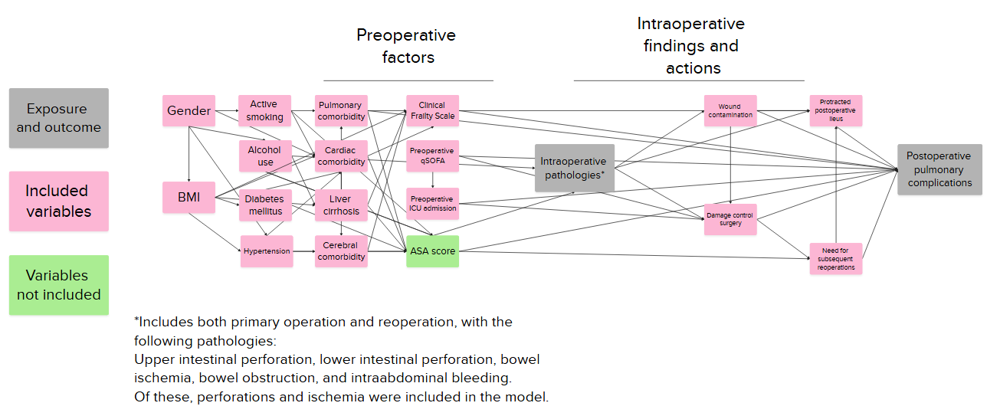 Preoperative
factors
Intraoperative
findings and
actions
Exposure
and outcome
Included
variables
Variables
not included
Gender
BMI
Active
smoking
Alcohol
use
Diabetes
mellitus
Hypertension
Pulmonary
comorbidity
Cardiac
comorbidity
Liver
cirrhosis
Cerebral
comorbidity
Clinical
Frailty Scale
Preoperative
qSOFA
Preoperative
ICU admission
ASA score
Intraoperative
pathologies*
Wound
contamination
Damage control
surgery
Protracted
postoperative
ileus
Need for
subsequent
reoperations
Postoperative
pulmonary
complications
*Includes both primary operation and reoperation, with the
following pathologies:
Upper intestinal perforation, lower intestinal perforation, bowel
ischemia, bowel obstruction, and intraabdominal bleeding.
Of these, perforations and ischemia were included in the model.